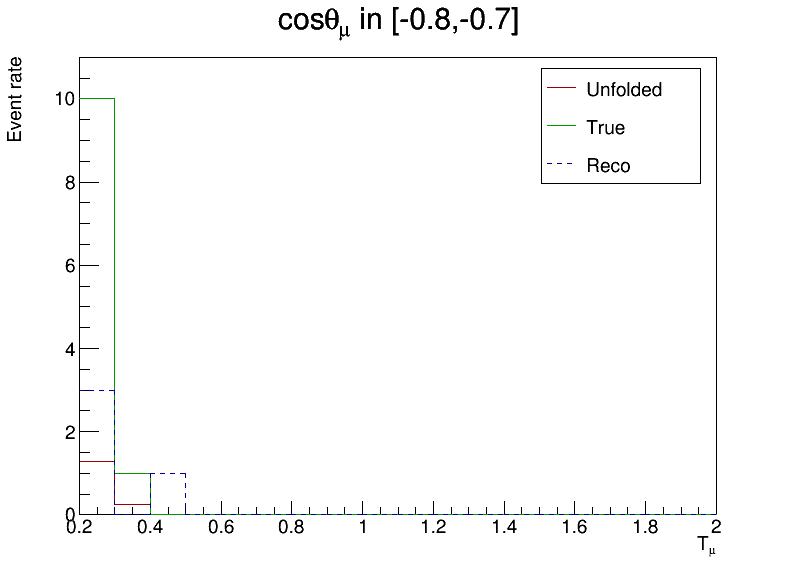 cosθμ in [-0.8,-0.7]
Event rate
Unfolded
True
Reco
10
8
6
4
2
0
0.2 0.4 0.6 0.8 1 1.2 1.4 1.6 1.8 2
Tμ